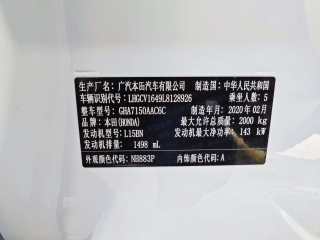 生产厂名：广汽本田汽车有限公司 制造国：中华人民共和国
车辆识别代号：LHGCV1649L8128926 乘坐人数：5
整车型号：GHA7150AAC6C 制造年月：2020年02月
品牌：本田(HONDA) 最大允许总质量：2000 kg
发动机型号：L15BN 发动机最大净功率：143 kW
发动机排量：1498 mL
外观颜色代码：NH883P 内饰颜色代码：A